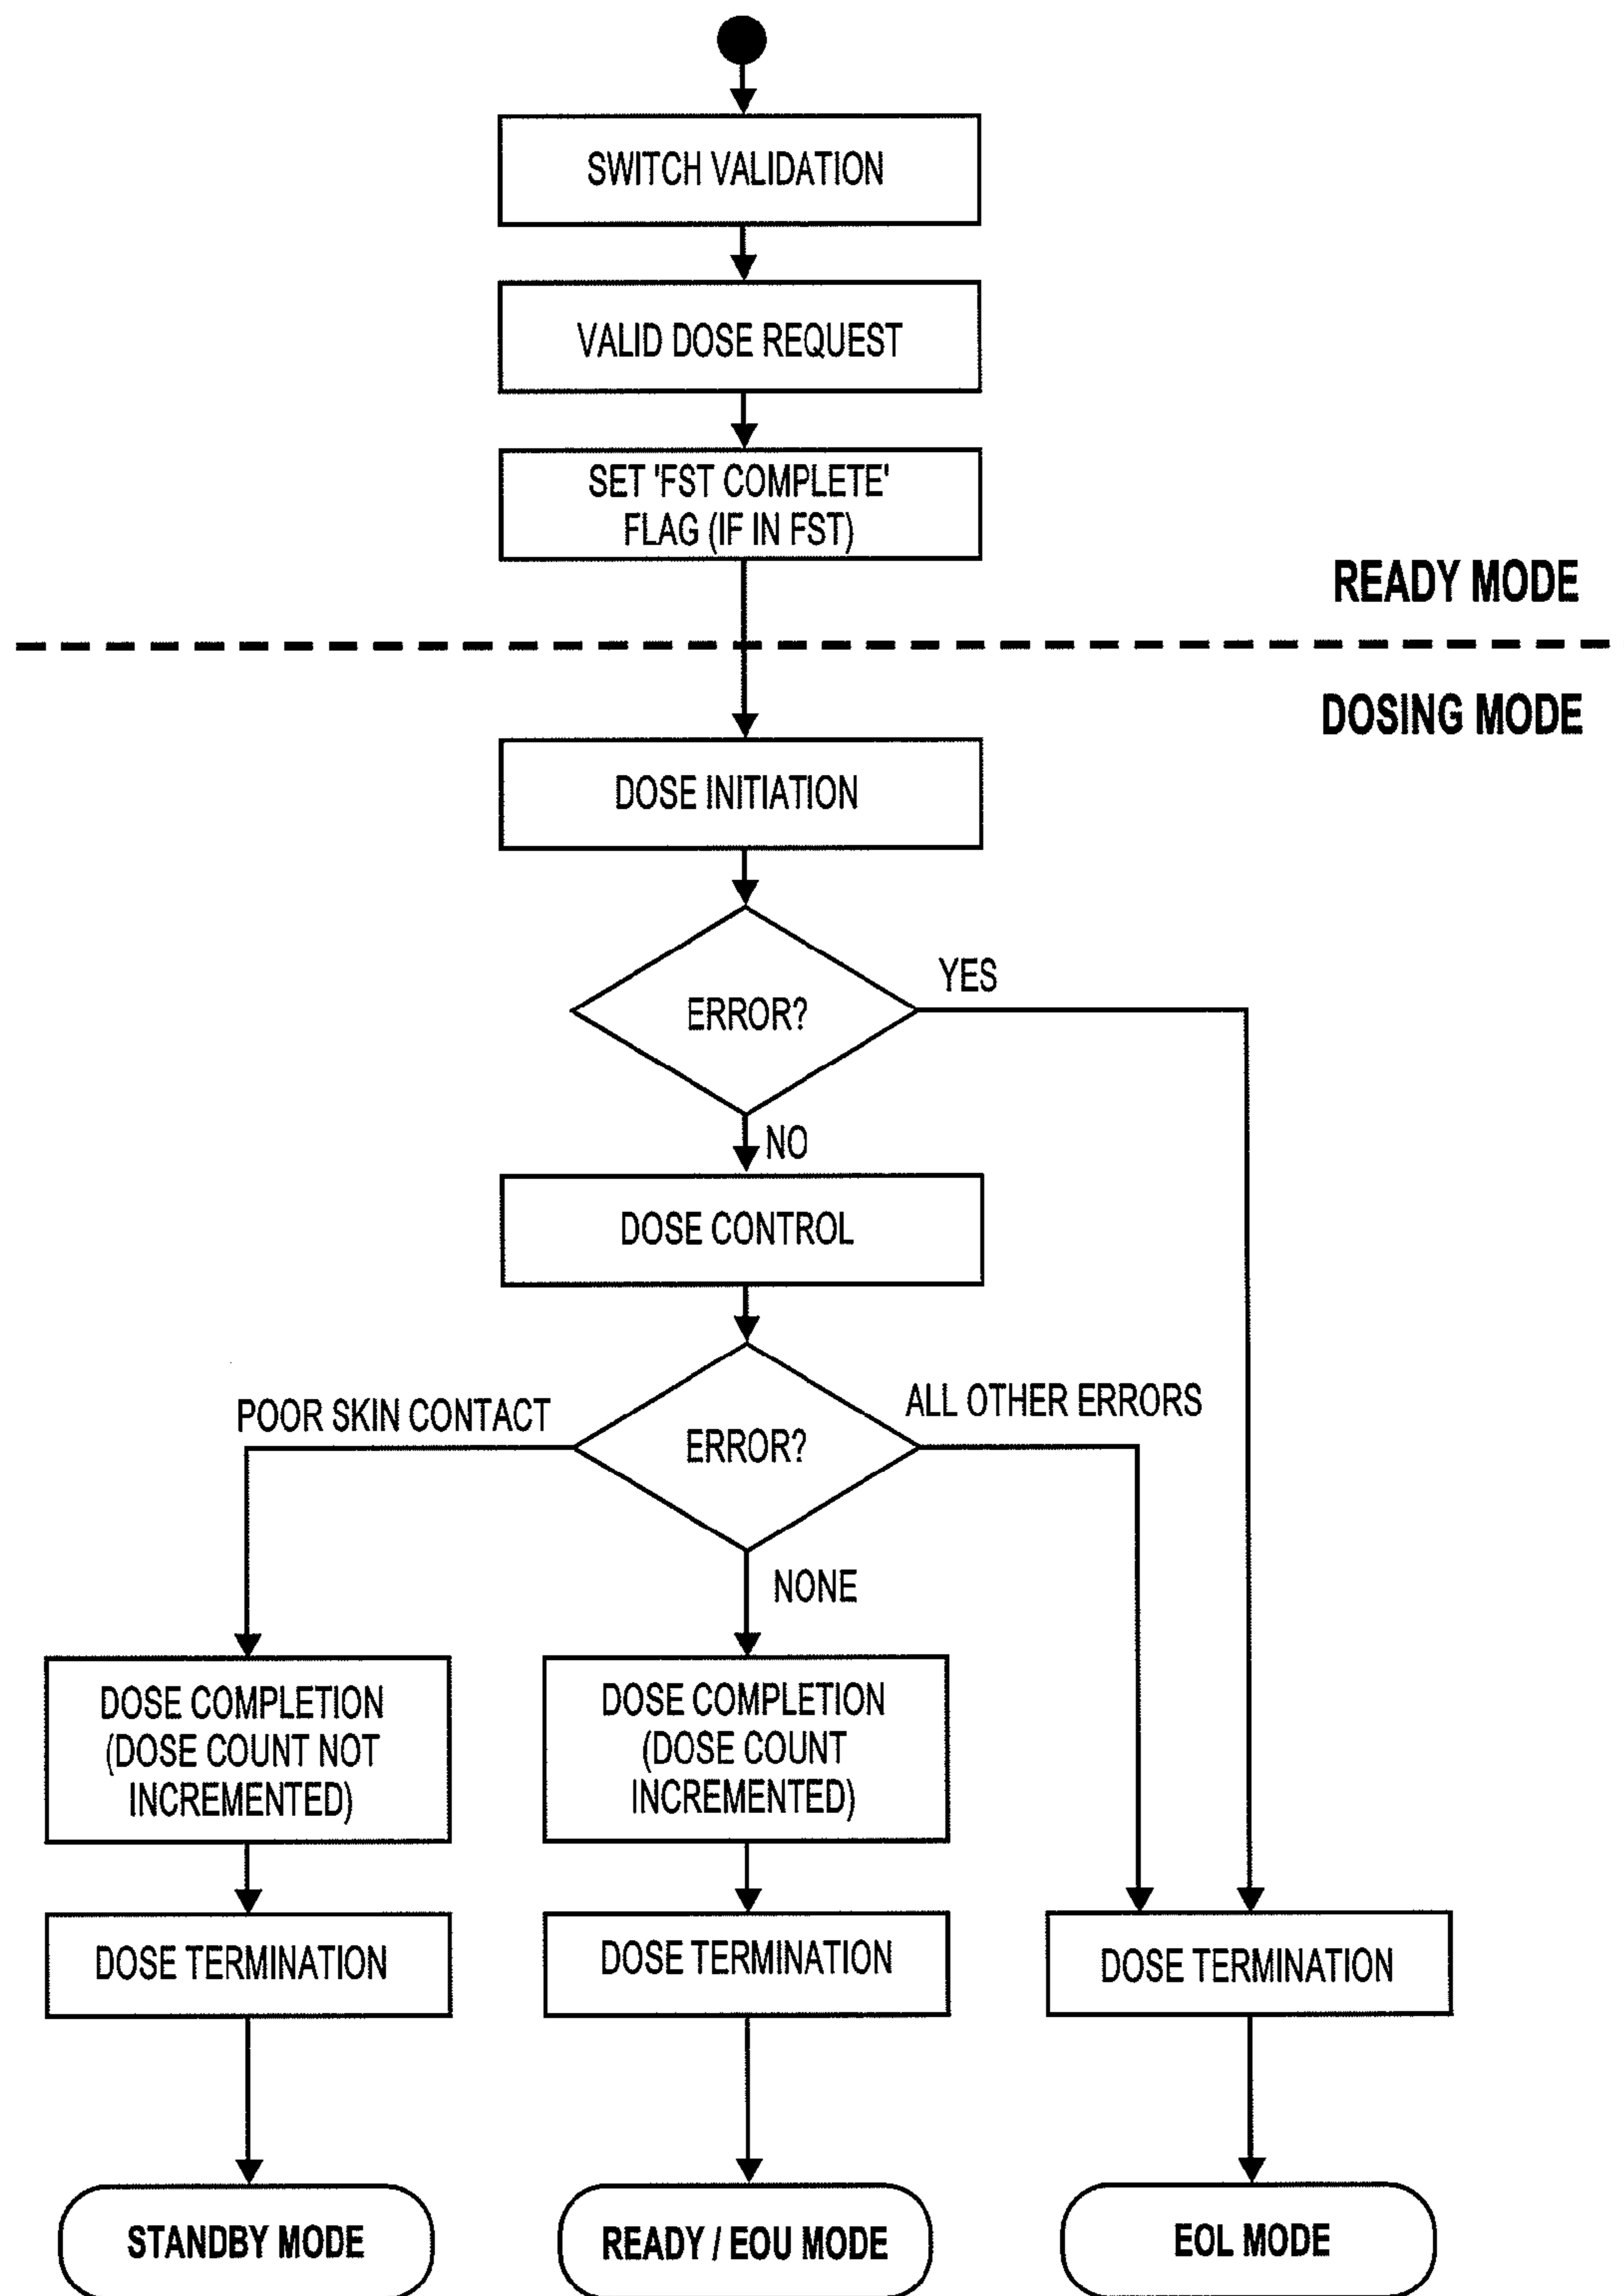 SWITCH VALIDATION
VALID DOSE REQUEST
SET 'FST COMPLETE'
FLAG (IF IN FST)
READY MODE
DOSING MODE
DOSE INITIATION
ERROR?
YES
NO
DOSE CONTROL
POOR SKIN CONTACT
ERROR?
ALL OTHER ERRORS
NONE
DOSE COMPLETION
(DOSE COUNT NOT
INCREMENTED)
DOSE COMPLETION
(DOSE COUNT
INCREMENTED)
DOSE TERMINATION
DOSE TERMINATION
DOSE TERMINATION
STANDBY MODE
READY / EOU MODE
EOL MODE